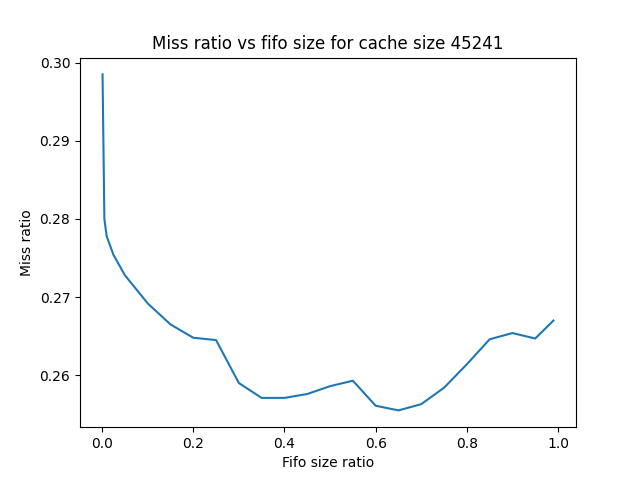 Miss ratio vs fifo size for cache size 45241
0.30
0.29
0.28
0.27
0.26
Miss ratio
0.0 0.2 0.4 0.6 0.8 1.0
Fifo size ratio